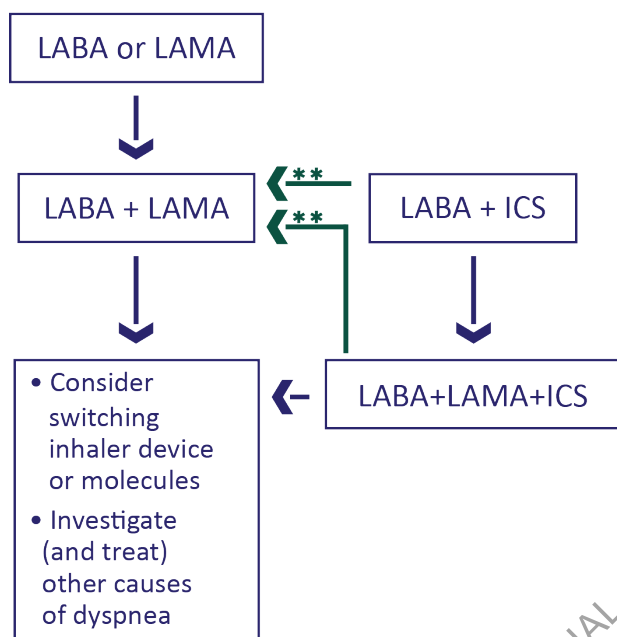 LABA or LAMA
LABA + LAMA
**
**
LABA + ICS
• Consider
switching
inhaler device
or molecules
• Investigate
(and treat)
other causes
of dyspnea
LABA+LAMA+ICS